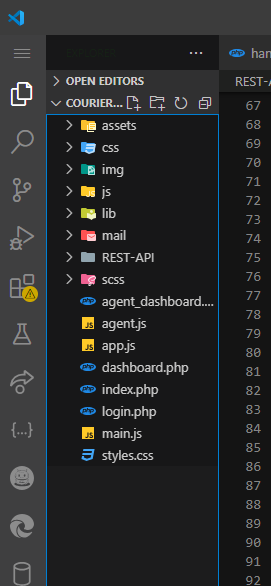 ...
han
OPEN EDITORS
COURIER...
REST-A
assets
css
img
js
lib
mail
REST-API
scss
agent_dashboard....
agent.js
app.js
dashboard.php
index.php
login.php
main.js
styles.css
67
68
69
70
71
72
73
74
75
76
77
78
79
80
81
82
83
84
85
86
87
88
89
90
91
92